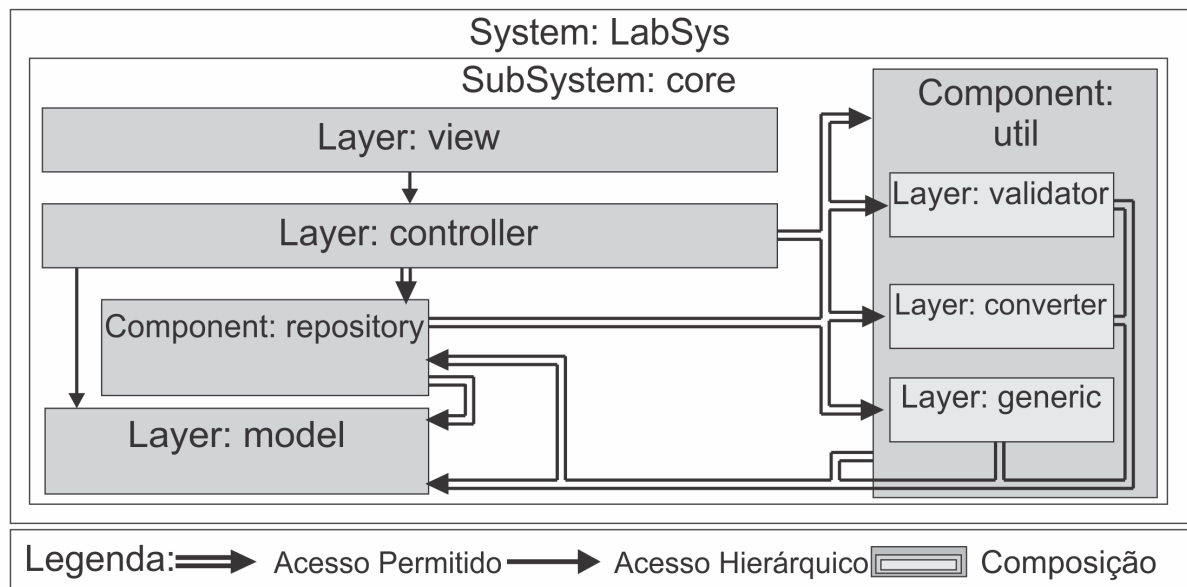 System: LabSys
SubSystem: core
Component:
util
Layer: view
Layer: validator
Layer: controller
Layer: converter
Component: repository
Layer: generic
Layer: model
Legenda:
Acesso Permitido
Acesso Hierárquico
Composição